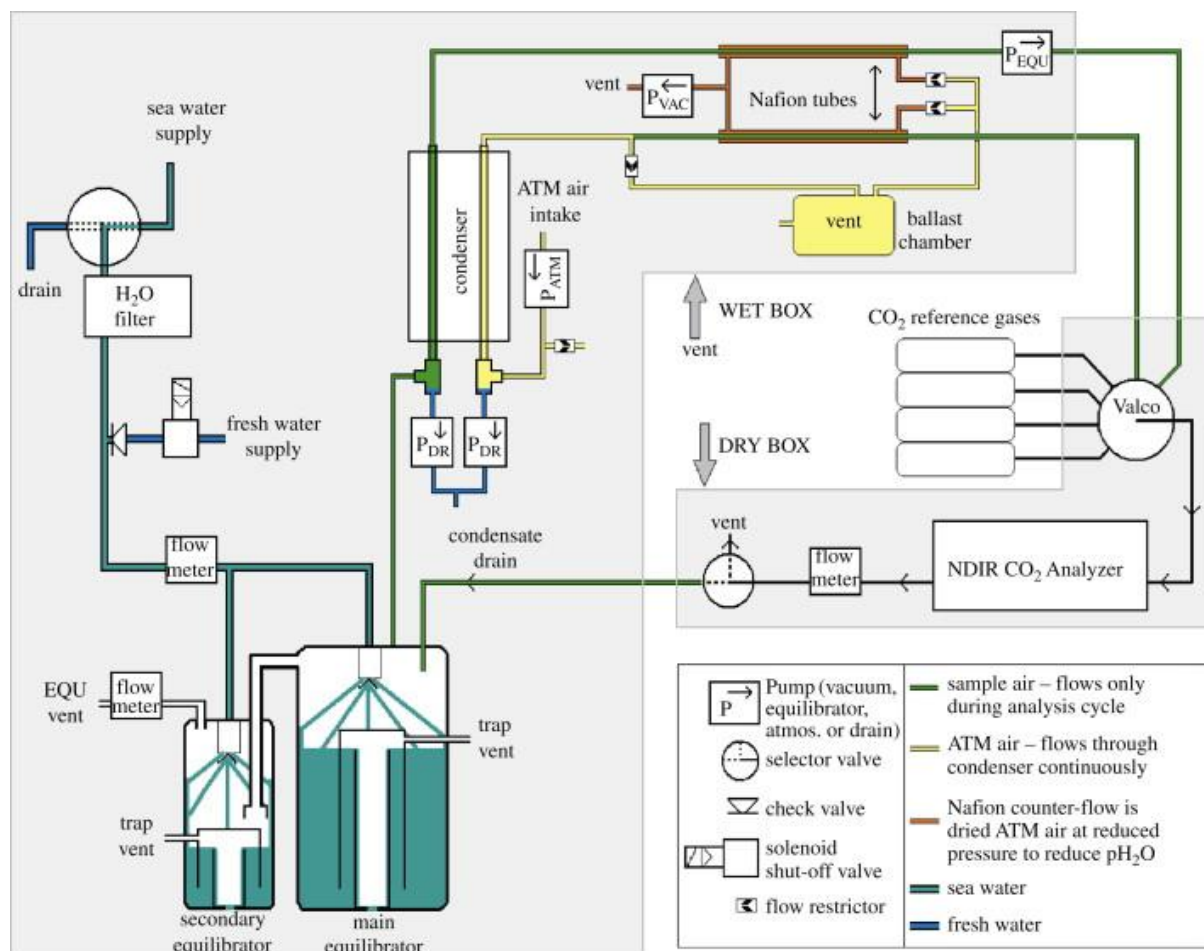 sea water
supply
drain
H₂O
filter
fresh water
supply
flow
meter
EQU
vent
flow
meter
trap
vent
secondary
equilibrator
trap
vent
main
equilibrator
condenser
ATM air
intake
P_ATM
P_DR
P_DR
condensate
drain
vent
P_VAC
Nafion tubes
P_EQU
vent
ballast
chamber
WET BOX
vent
DRY BOX
CO₂ reference gases
Valco
vent
flow
meter
NDIR CO₂ Analyzer
P
Pump (vacuum,
equilibrator,
atmos. or drain)
selector valve
check valve
solenoid
shut-off valve
flow restrictor
sample air – flows only
during analysis cycle
ATM air – flows through
condenser continuously
Nafion counter-flow is
dried ATM air at reduced
pressure to reduce pH₂O
sea water
fresh water